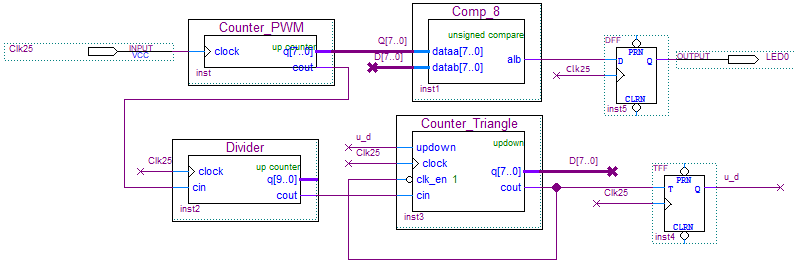 Counter_PWM
Comp_8
Clk25
INPUT
VCC
clock
up counter
q[7..0]
cout
inst
Q[7..0]
D[7..0]
unsigned compare
dataa[7..0]
datab[7..0]
alb
inst1
Clk25
DFF
PRN
D
Q
CLRN
inst5
OUTPUT
LED0
Divider
Clk25
clock
up counter
q[9..0]
cin
cout
inst2
Counter_Triangle
u_d
Clk25
updown
updown
clock
q[7..0]
clk_en 1
cout
cin
inst3
D[7..0]
Clk25
TFF
PRN
T
Q
CLRN
inst4
u_d